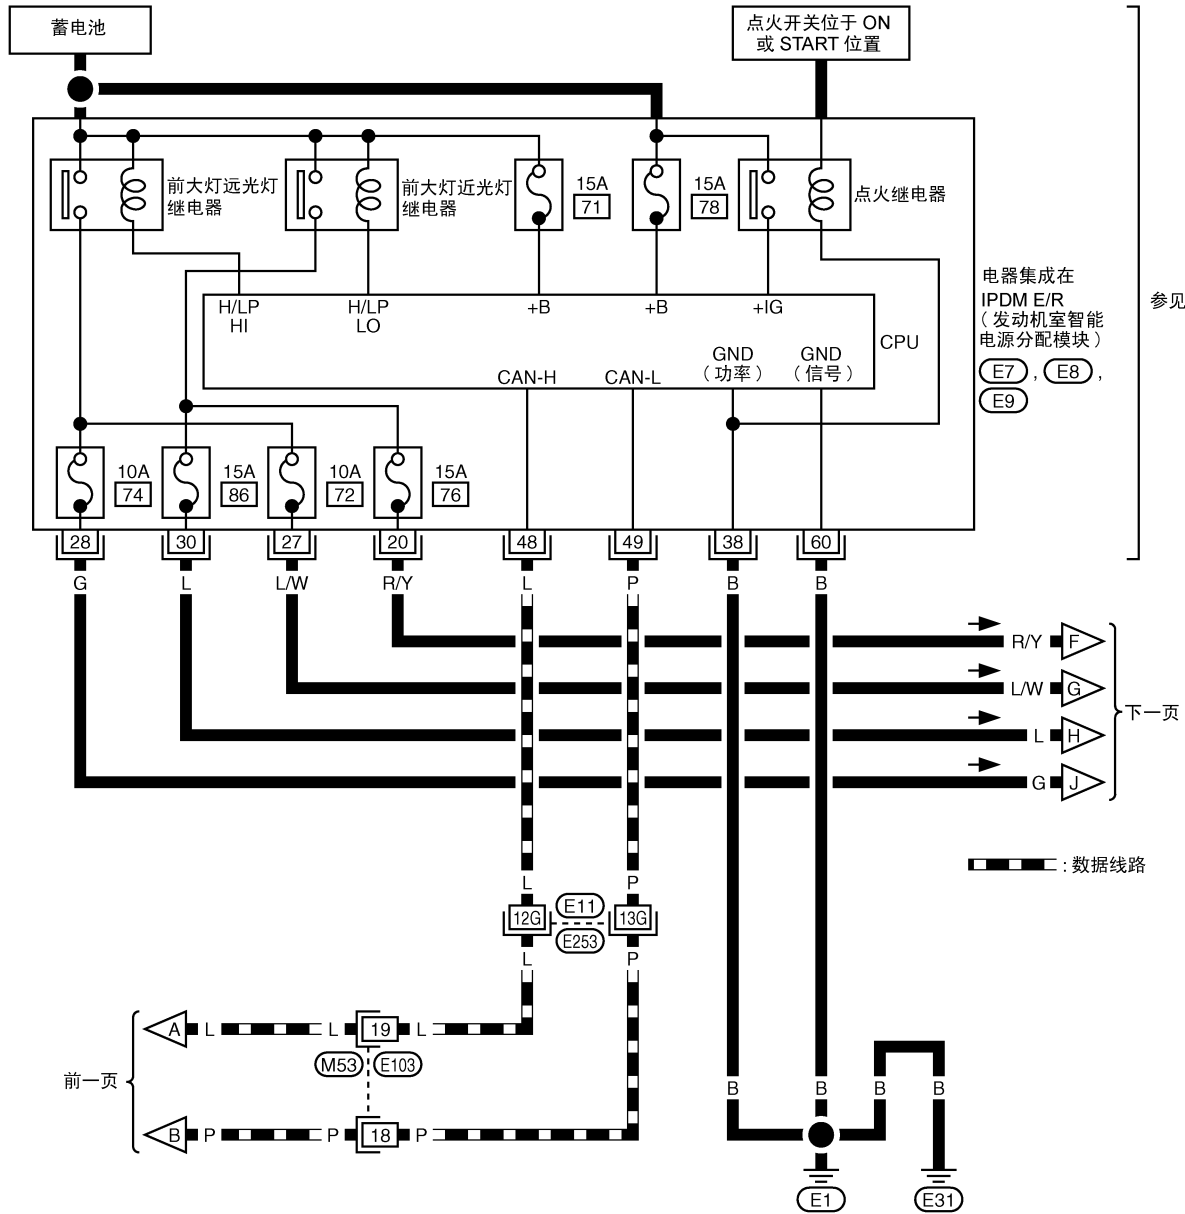 蓄电池
点火开关位于 ON
或 START 位置
前大灯远光灯
继电器
前大灯近光灯
继电器
15A
71
15A
78
点火继电器
电器集成在
IPDM E/R
（发动机室智能
电源分配模块）
E7 , E8 ,
E9
参见
H/LP
HI
H/LP
LO
+B
+B
+IG
CPU
CAN-H
CAN-L
GND
（功率）
GND
（信号）
10A
74
15A
86
10A
72
15A
76
28
30
27
20
48
49
38
60
G
L
L/W
R/Y
L
P
B
B
R/Y
F
L/W
G
L
H
G
J
下一页
: 数据线路
L
P
12G
E11
E253
13G
L
P
A
L
L
19
L
M53
E103
前一页
B
P
P
18
P
B
B
B
B
E1
E31